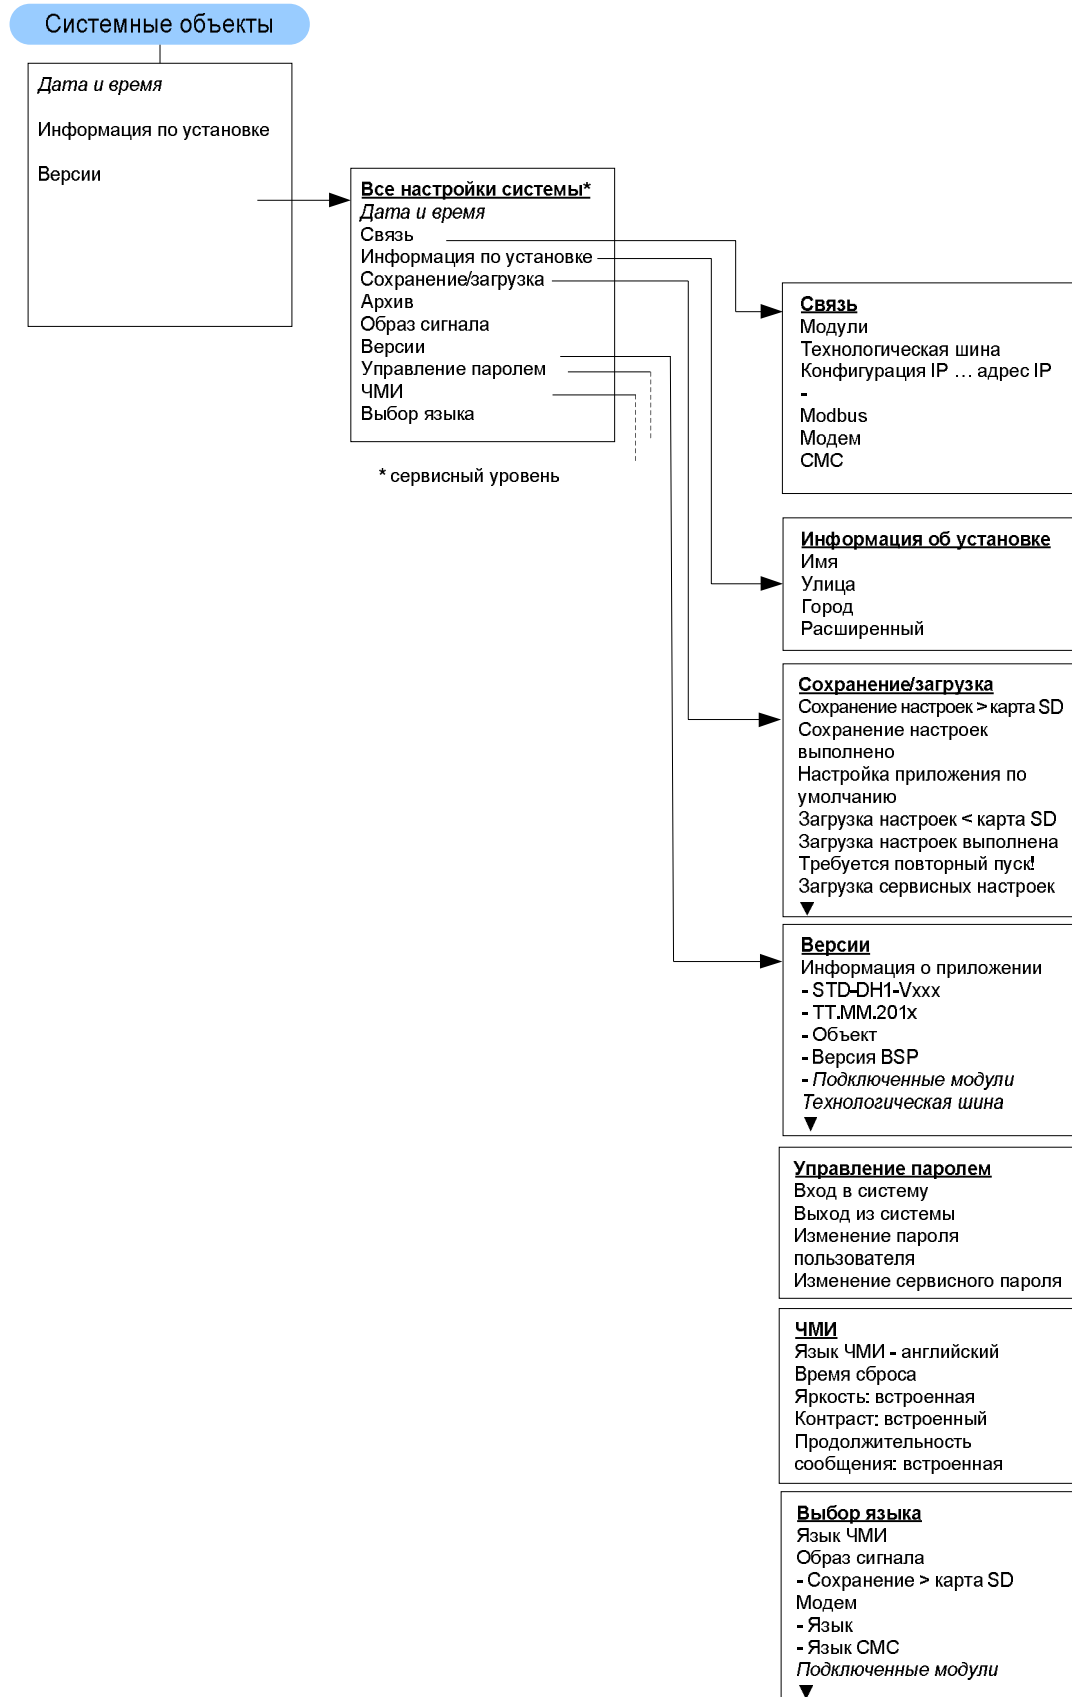 Системные объекты
Дата и время
Информация по установке
Версии
Все настройки системы*
Дата и время
Связь
Информация по установке
Сохранение/загрузка
Архив
Образ сигнала
Версии
Управление паролем
ЧМИ
Выбор языка
* сервисный уровень
Связь
Модули
Технологическая шина
Конфигурация IP ... адрес IP
-
Modbus
Модем
СМС
Информация об установке
Имя
Улица
Город
Расширенный
Сохранение/загрузка
Сохранение настроек > карта SD
Сохранение настроек
выполнено
Настройка приложения по
умолчанию
Загрузка настроек < карта SD
Загрузка настроек выполнена
Требуется повторный пуск!
Загрузка сервисных настроек
▼
Версии
Информация о приложении
- STD-DH1-Vxxx
- TT.MM.201x
- Объект
- Версия BSP
- Подключенные модули
Технологическая шина
▼
Управление паролем
Вход в систему
Выход из системы
Изменение пароля
пользователя
Изменение сервисного пароля
ЧМИ
Язык ЧМИ - английский
Время сброса
Яркость: встроенная
Контраст: встроенный
Продолжительность
сообщения: встроенная
Выбор языка
Язык ЧМИ
Образ сигнала
- Сохранение > карта SD
Модем
- Язык
- Язык СМС
Подключенные модули
▼